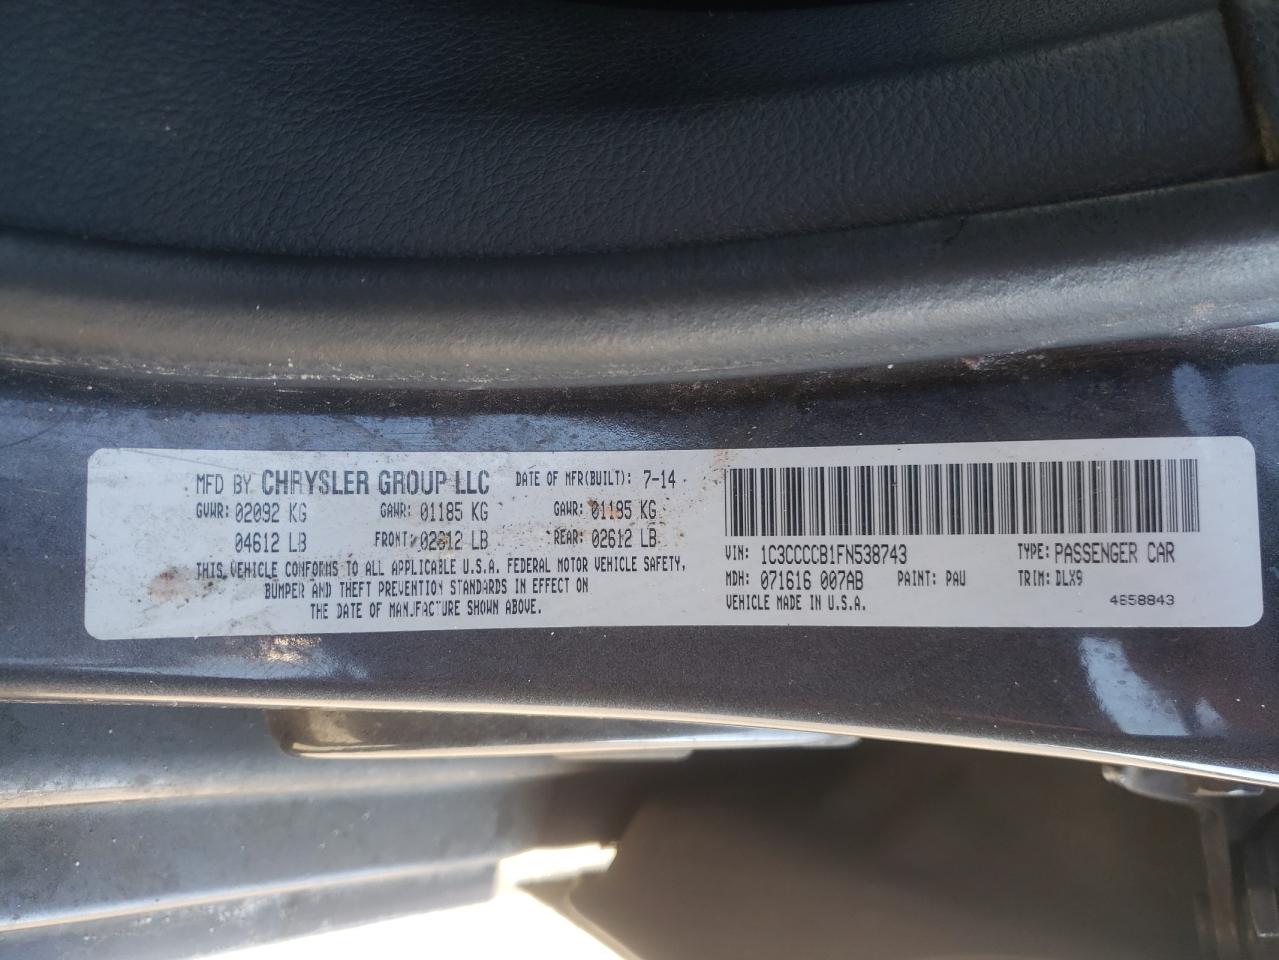 MFD BY CHRYSLER GROUP LLC DATE OF MFR(BUILT): 7-14
GVWR: 02092 KG GAWR: 01185 KG GAWR: 01185 KG
04612 LB FRONT: 02612 LB REAR: 02612 LB
THIS VEHICLE CONFORMS TO ALL APPLICABLE U.S.A. FEDERAL MOTOR VEHICLE SAFETY,
BUMPER AND THEFT PREVENTION STANDARDS IN EFFECT ON
THE DATE OF MANUFACTURE SHOWN ABOVE.
VIN: 1C3CCCCB1FN538743 TYPE: PASSENGER CAR
MDH: 071616 007AB PAINT: PAU TRIM: DLX9
VEHICLE MADE IN U.S.A. 4658843